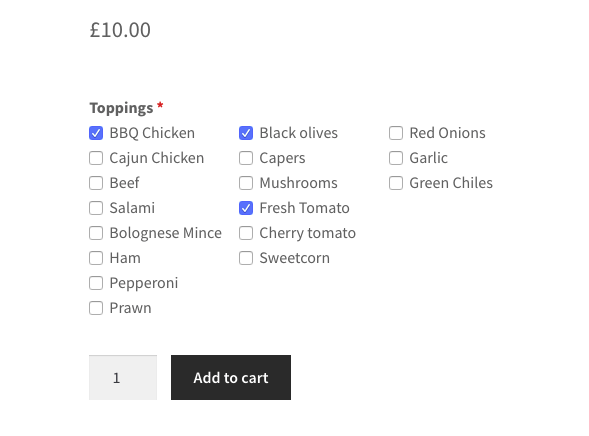 £10.00
Toppings *
BBQ Chicken
Cajun Chicken
Beef
Salami
Bolognese Mince
Ham
Pepperoni
Prawn
Black olives
Capers
Mushrooms
Fresh Tomato
Cherry tomato
Sweetcorn
Red Onions
Garlic
Green Chiles
1
Add to cart